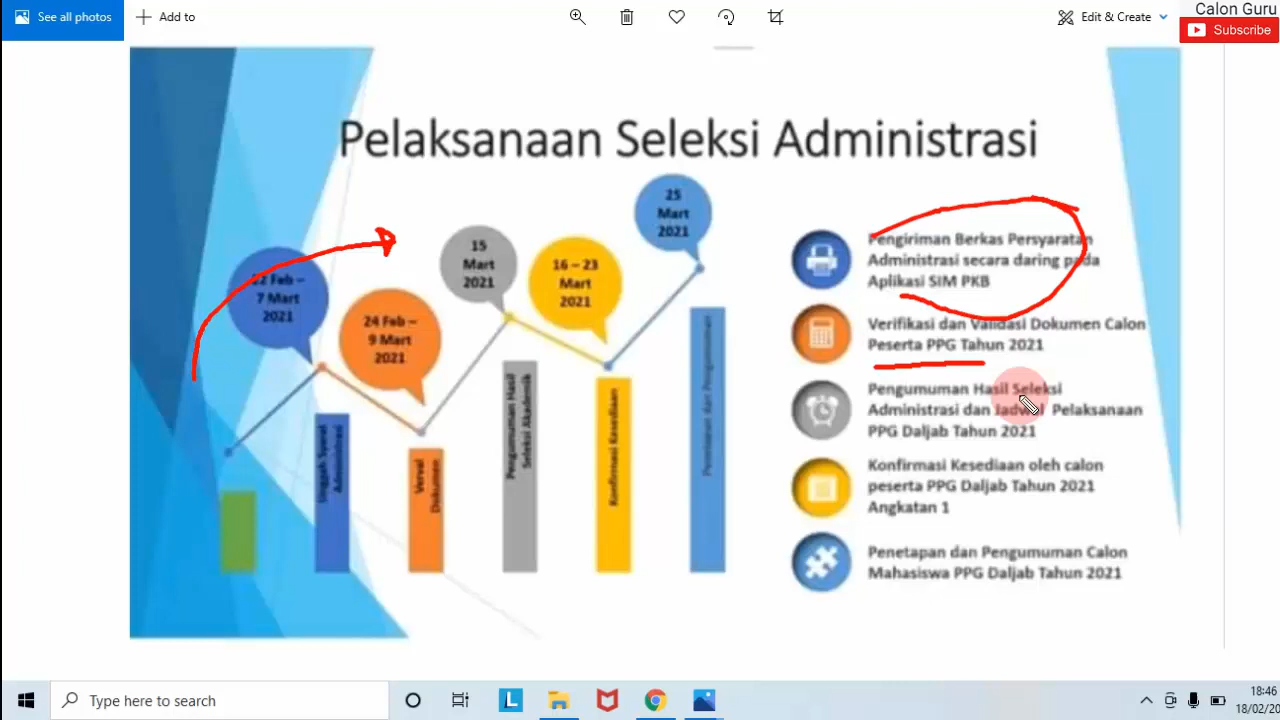 See all photos
Add to
Edit & Create
Calon Guru
Subscribe
Pelaksanaan Seleksi Administrasi
22 Feb –
7 Mart
2021
24 Feb –
9 Mart
2021
15
Mart
2021
16 – 23
Mart
2021
25
Mart
2021
Unggah Syarat
Administrasi
Verval
Dokumen
Pengumuman Hasil
Seleksi Akademik
Konfirmasi Kesediaan
Penetapan dan Pengumuman
Pengiriman Berkas Persyaratan
Administrasi secara daring pada
Aplikasi SIM PKB
Verifikasi dan Validasi Dokumen Calon
Peserta PPG Tahun 2021
Pengumuman Hasil Seleksi
Administrasi dan Jadwal Pelaksanaan
PPG Daljab Tahun 2021
Konfirmasi Kesediaan oleh calon
peserta PPG Daljab Tahun 2021
Angkatan 1
Penetapan dan Pengumuman Calon
Mahasiswa PPG Daljab Tahun 2021
Type here to search
L
18:46
18/02/20